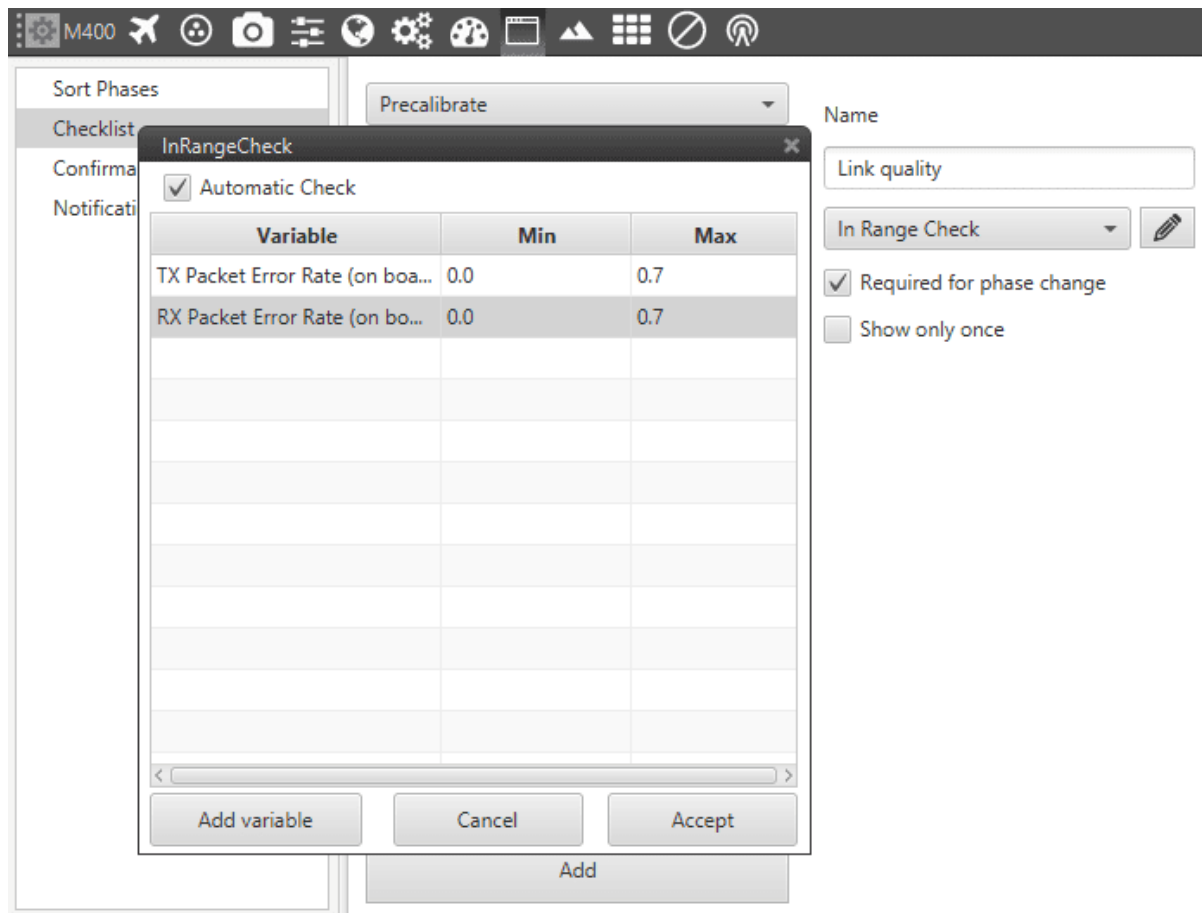 M400
Sort Phases
Checklist
Confirma
Notificati
Precalibrate
InRangeCheck
Automatic Check
Variable Min Max
TX Packet Error Rate (on boa... 0.0 0.7
RX Packet Error Rate (on bo... 0.0 0.7
Add variable Cancel Accept
Add
Name
Link quality
In Range Check
Required for phase change
Show only once